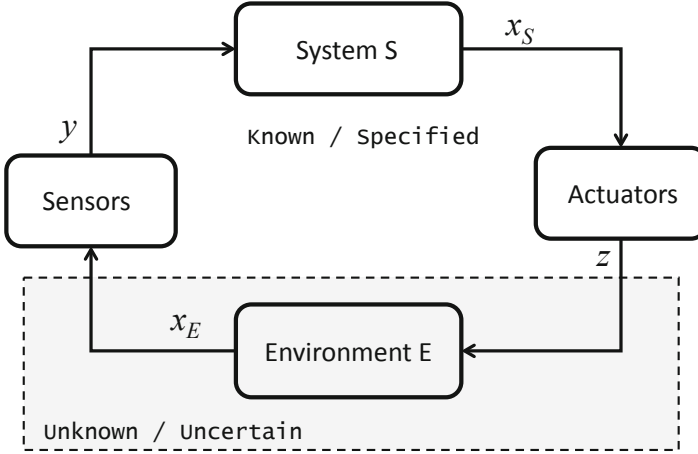 System S
x_S
y
Known / Specified
Sensors
Actuators
z
x_E
Environment E
Unknown / Uncertain